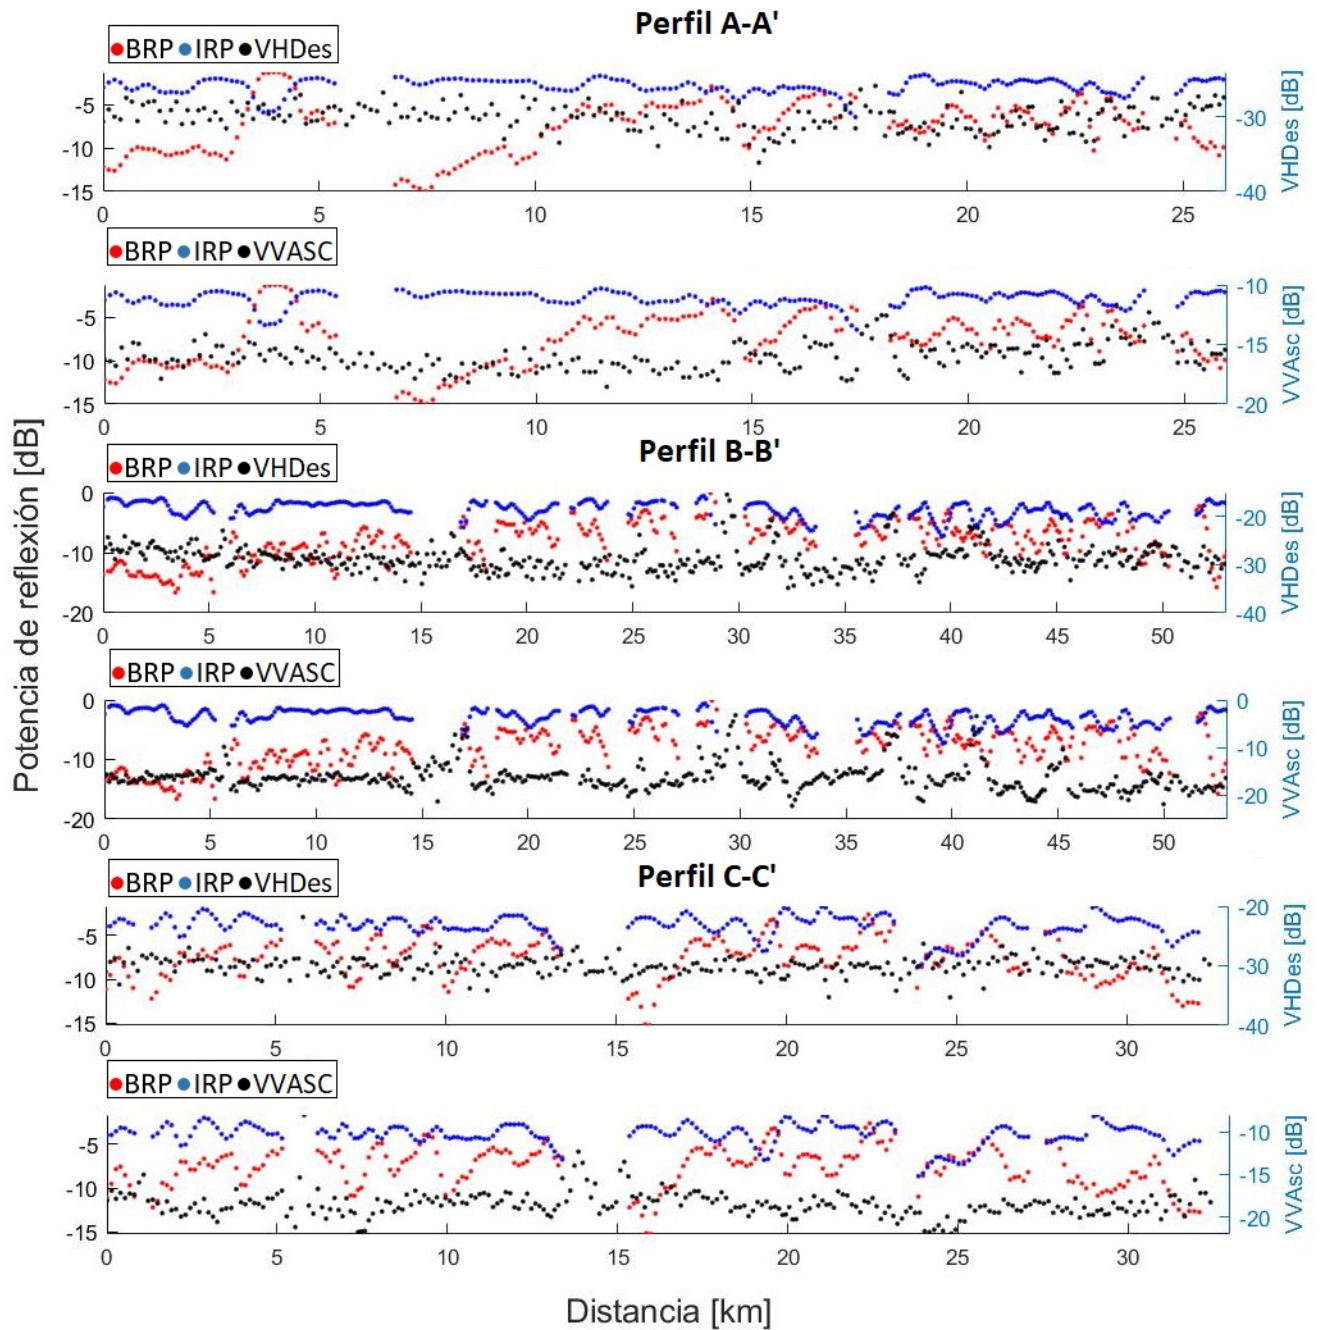 Perfil A-A'
BRP IRP VHDes
-5
-10
-15
0 5 10 15 20 25
-30
-40
VHDes [dB]
BRP IRP VVASC
-5
-10
-15
0 5 10 15 20 25
-10
-15
-20
VVAsc [dB]
Perfil B-B'
BRP IRP VHDes
0
-10
-20
0 5 10 15 20 25 30 35 40 45 50
-20
-30
-40
VHDes [dB]
BRP IRP VVASC
0
-10
-20
0 5 10 15 20 25 30 35 40 45 50
0
-10
-20
VVAsc [dB]
Perfil C-C'
BRP IRP VHDes
-5
-10
-15
0 5 10 15 20 25 30
-20
-30
-40
VHDes [dB]
BRP IRP VVASC
-5
-10
-15
0 5 10 15 20 25 30
-10
-15
-20
VVAsc [dB]
Potencia de reflexión [dB]
Distancia [km]